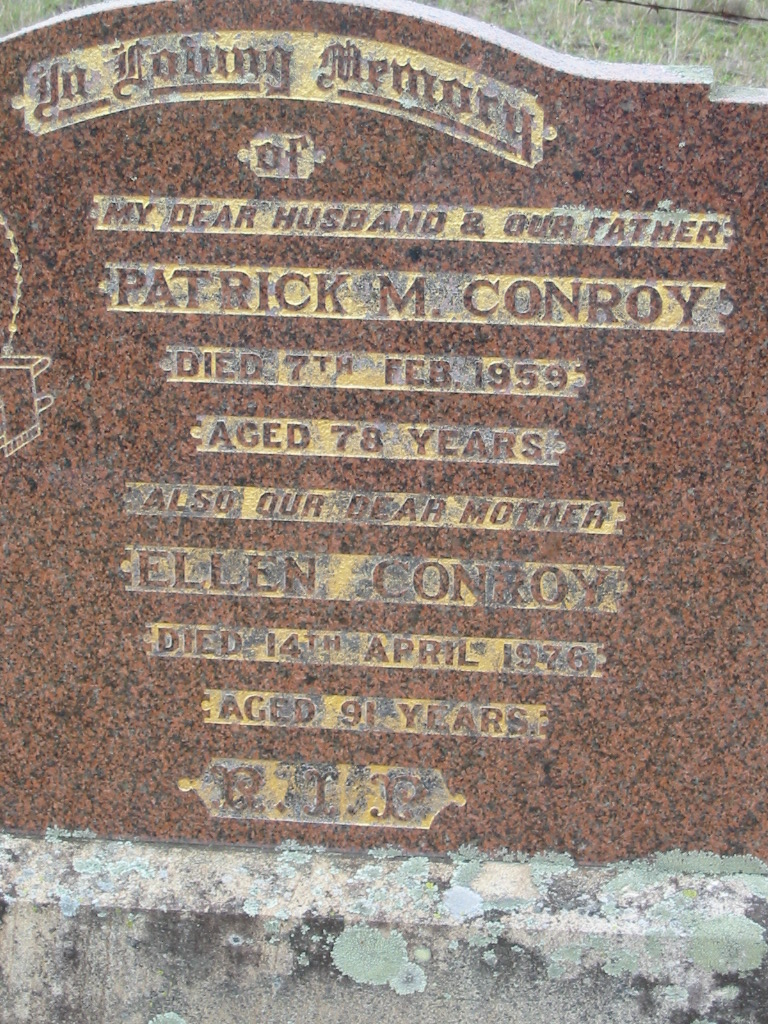 In Loving Memory
of
MY DEAR HUSBAND & OUR FATHER
PATRICK M. CONROY
DIED 7TH FEB. 1959
AGED 78 YEARS.
ALSO OUR DEAR MOTHER
ELLEN CONROY
DIED 14TH APRIL 1976
AGED 91 YEARS.
R.I.P.